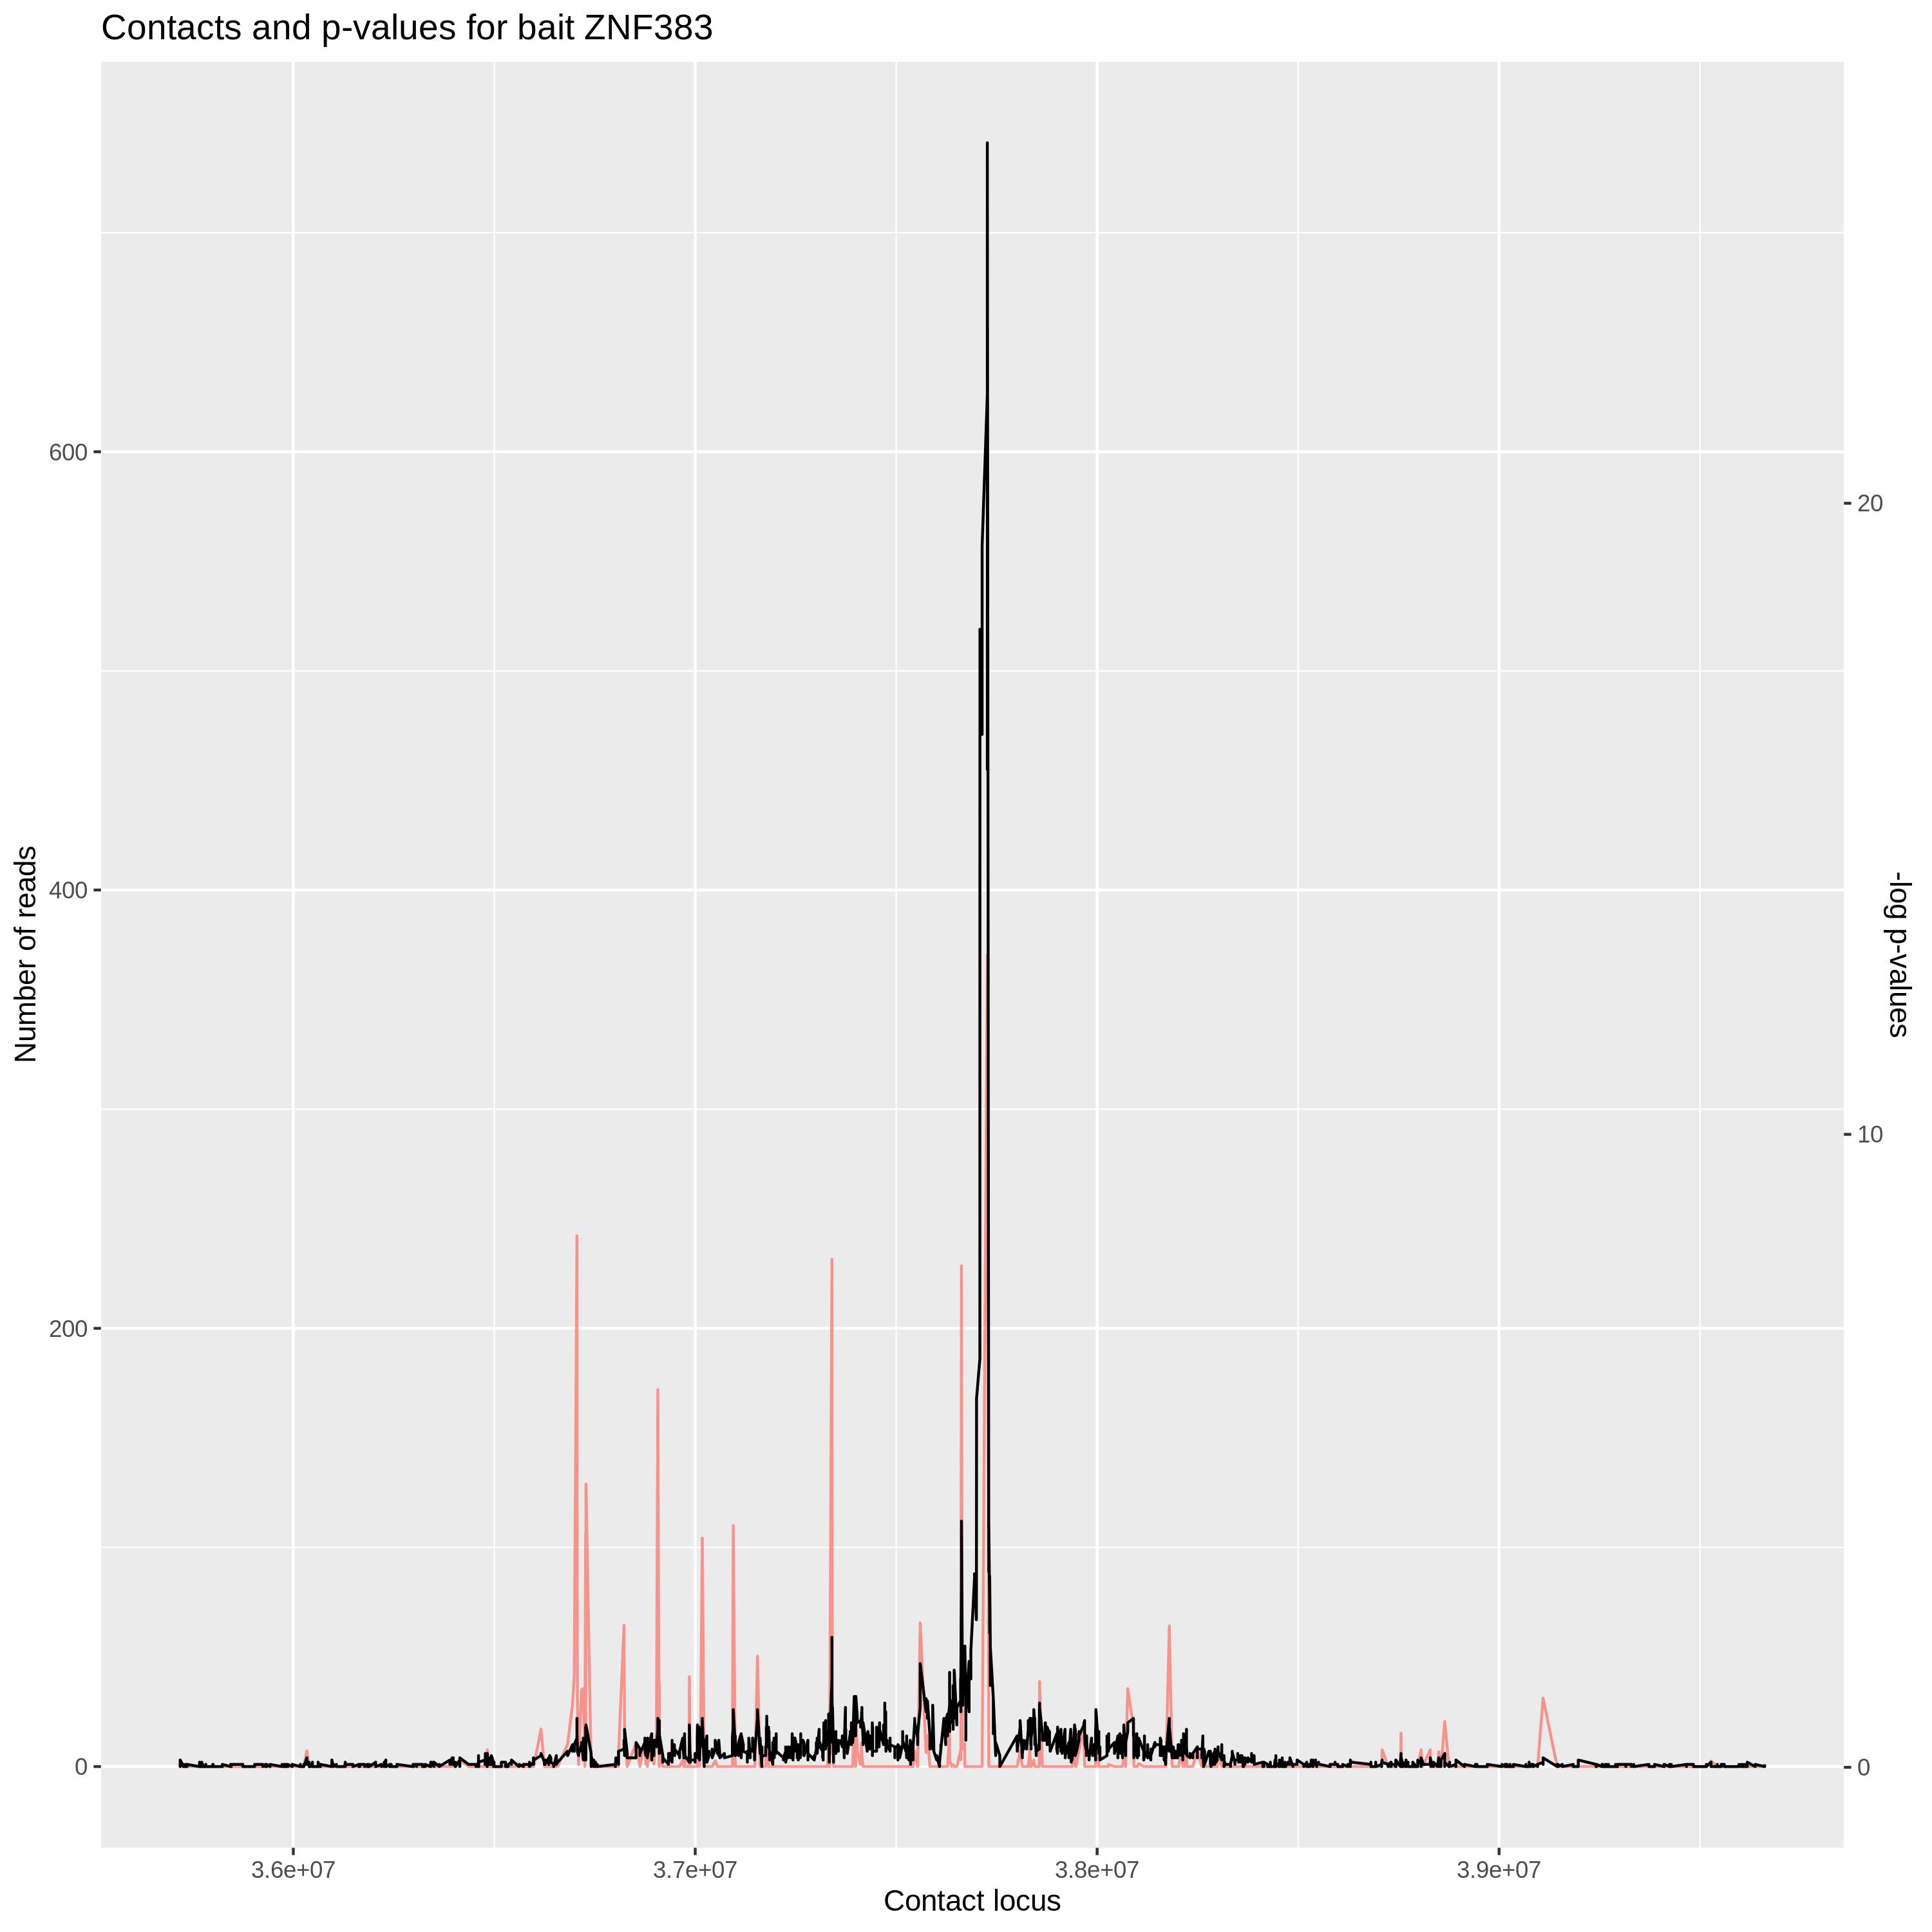 Contacts and p-values for bait ZNF383
Number of reads
600
400
200
0
20
10
0
-log p-values
3.6e+07
3.7e+07
3.8e+07
3.9e+07
Contact locus